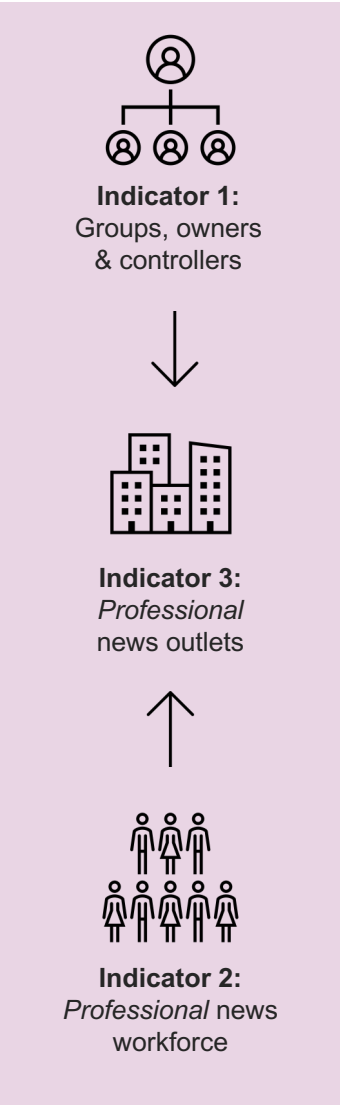 Indicator 1:
Groups, owners
& controllers
Indicator 3:
Professional
news outlets
Indicator 2:
Professional news
workforce